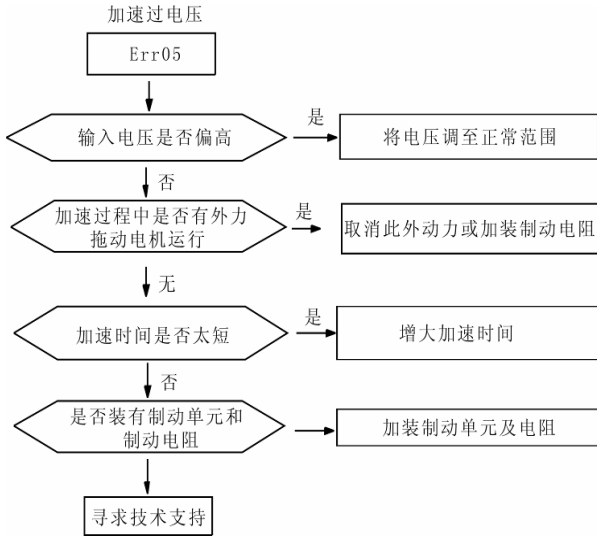 加速过电压
Err05
是
输入电压是否偏高
将电压调至正常范围
否
加速过程中是否有外力
拖动电机运行
是
取消此外动力或加装制动电阻
无
加速时间是否太短
是
增大加速时间
否
是否装有制动单元和
制动电阻
加装制动单元及电阻
寻求技术支持